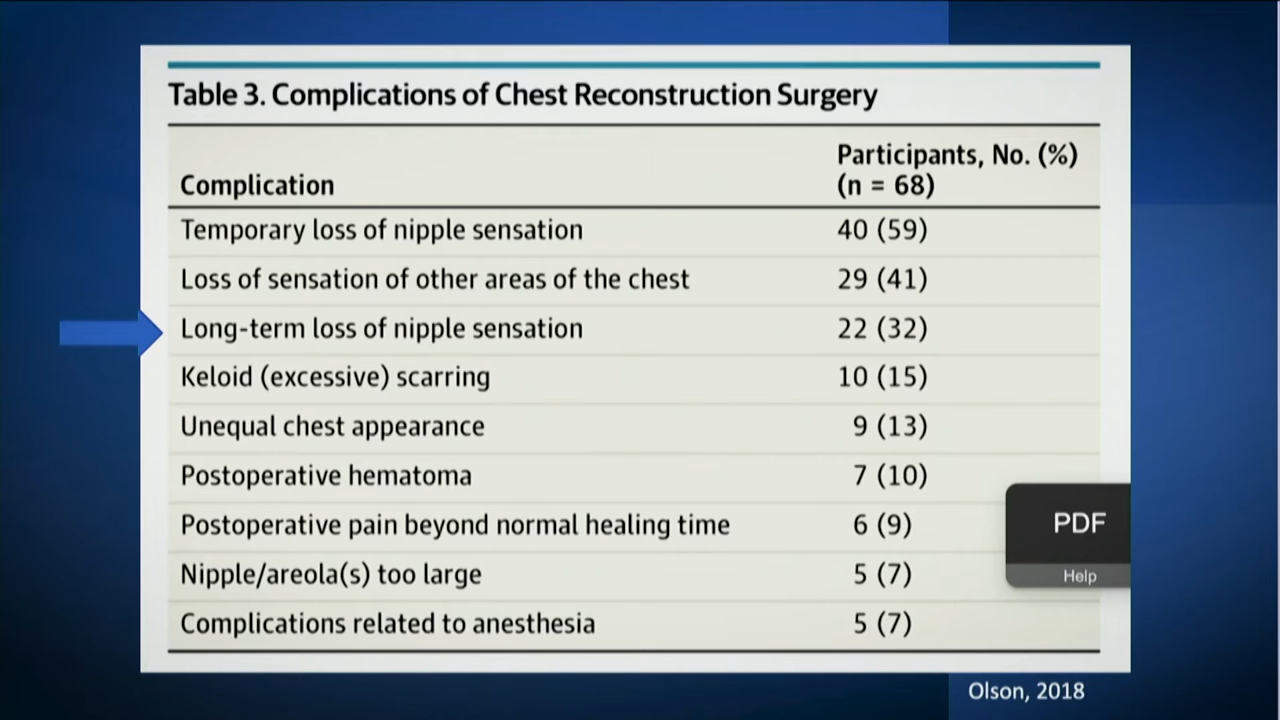 Table 3. Complications of Chest Reconstruction Surgery
Participants, No. (%)
Complication (n = 68)
Temporary loss of nipple sensation 40 (59)
Loss of sensation of other areas of the chest 29 (41)
Long-term loss of nipple sensation 22 (32)
Keloid (excessive) scarring 10 (15)
Unequal chest appearance 9 (13)
Postoperative hematoma 7 (10)
Postoperative pain beyond normal healing time 6 (9)
Nipple/areola(s) too large 5 (7)
Complications related to anesthesia 5 (7)
PDF
Help
Olson, 2018